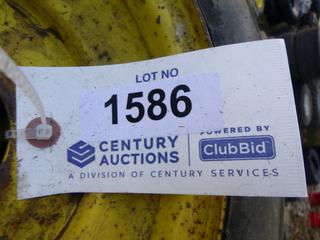 LOT NO
1586
CENTURY AUCTIONS
POWERED BY
ClubBid
A DIVISION OF CENTURY SERVICES